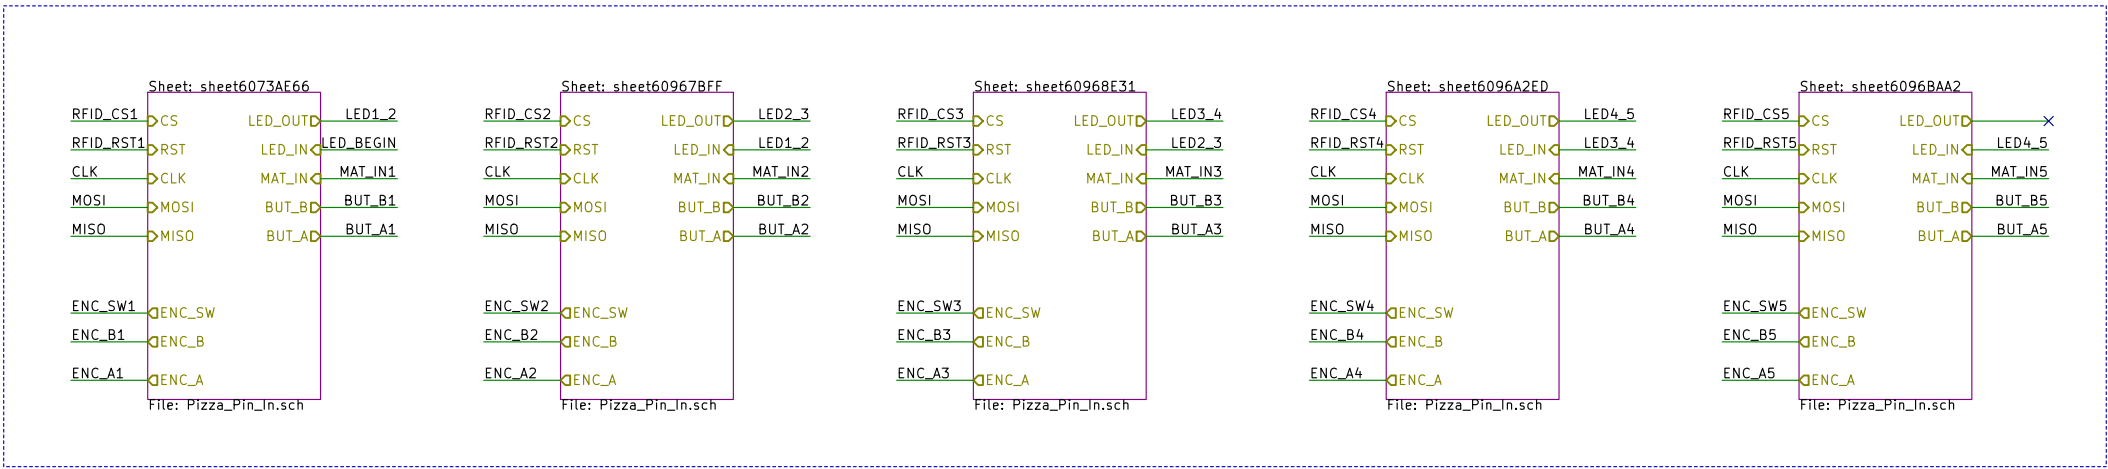 Sheet: sheet6073AE66
RFID_CS1 CS LED_OUT LED1_2
RFID_RST1 RST LED_IN LED_BEGIN
CLK CLK MAT_IN MAT_IN1
MOSI MOSI BUT_B BUT_B1
MISO MISO BUT_A BUT_A1
ENC_SW1 ENC_SW
ENC_B1 ENC_B
ENC_A1 ENC_A
File: Pizza_Pin_In.sch
Sheet: sheet60967BFF
RFID_CS2 CS LED_OUT LED2_3
RFID_RST2 RST LED_IN LED1_2
CLK CLK MAT_IN MAT_IN2
MOSI MOSI BUT_B BUT_B2
MISO MISO BUT_A BUT_A2
ENC_SW2 ENC_SW
ENC_B2 ENC_B
ENC_A2 ENC_A
File: Pizza_Pin_In.sch
Sheet: sheet60968E31
RFID_CS3 CS LED_OUT LED3_4
RFID_RST3 RST LED_IN LED2_3
CLK CLK MAT_IN MAT_IN3
MOSI MOSI BUT_B BUT_B3
MISO MISO BUT_A BUT_A3
ENC_SW3 ENC_SW
ENC_B3 ENC_B
ENC_A3 ENC_A
File: Pizza_Pin_In.sch
Sheet: sheet6096A2ED
RFID_CS4 CS LED_OUT LED4_5
RFID_RST4 RST LED_IN LED3_4
CLK CLK MAT_IN MAT_IN4
MOSI MOSI BUT_B BUT_B4
MISO MISO BUT_A BUT_A4
ENC_SW4 ENC_SW
ENC_B4 ENC_B
ENC_A4 ENC_A
File: Pizza_Pin_In.sch
Sheet: sheet6096BAA2
RFID_CS5 CS LED_OUT
RFID_RST5 RST LED_IN LED4_5
CLK CLK MAT_IN MAT_IN5
MOSI MOSI BUT_B BUT_B5
MISO MISO BUT_A BUT_A5
ENC_SW5 ENC_SW
ENC_B5 ENC_B
ENC_A5 ENC_A
File: Pizza_Pin_In.sch